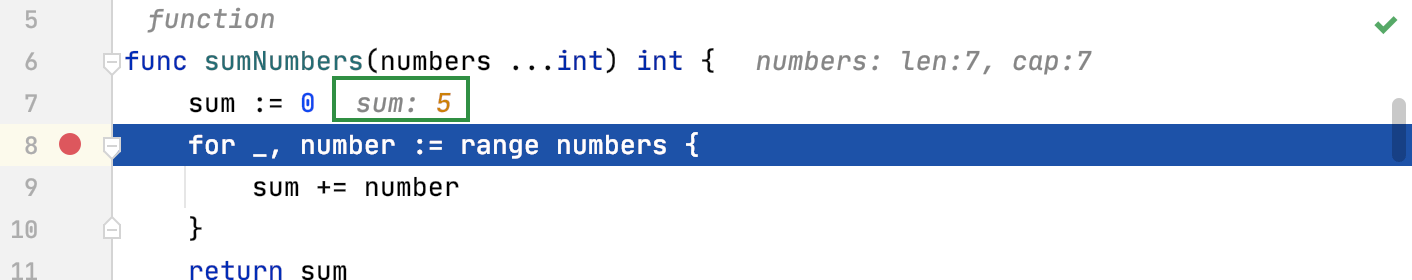 5 function
6 func sumNumbers(numbers ...int) int { numbers: len:7, cap:7
7 sum := 0 sum: 5
8 for _, number := range numbers {
9 sum += number
10 }
11 return sum